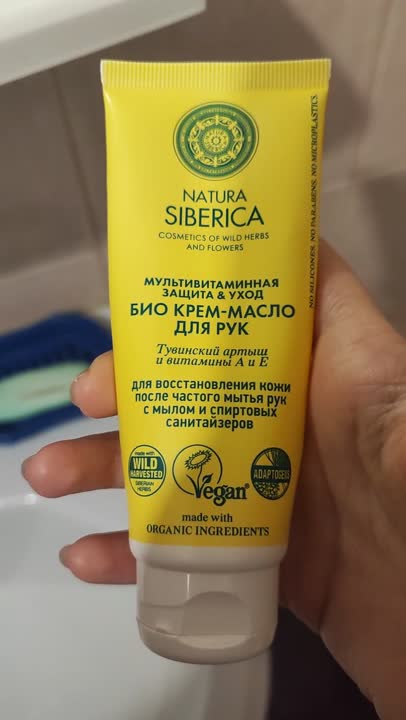 NATURA
SIBERICA
COSMETICS OF WILD HERBS
AND FLOWERS
МУЛЬТИВИТАМИННАЯ
ЗАЩИТА & УХОД
БИО КРЕМ-МАСЛО
ДЛЯ РУК
Тувинский артыш
и витамины А и Е
для восстановления кожи
после частого мытья рук
с мылом и спиртовых
санитайзеров
made with
WILD
HARVESTED
SIBERIAN
HERBS
Vegan
ADAPTOGENS
made with
ORGANIC INGREDIENTS
NO SILICONES. NO PARABENS. NO MICROPLASTICS